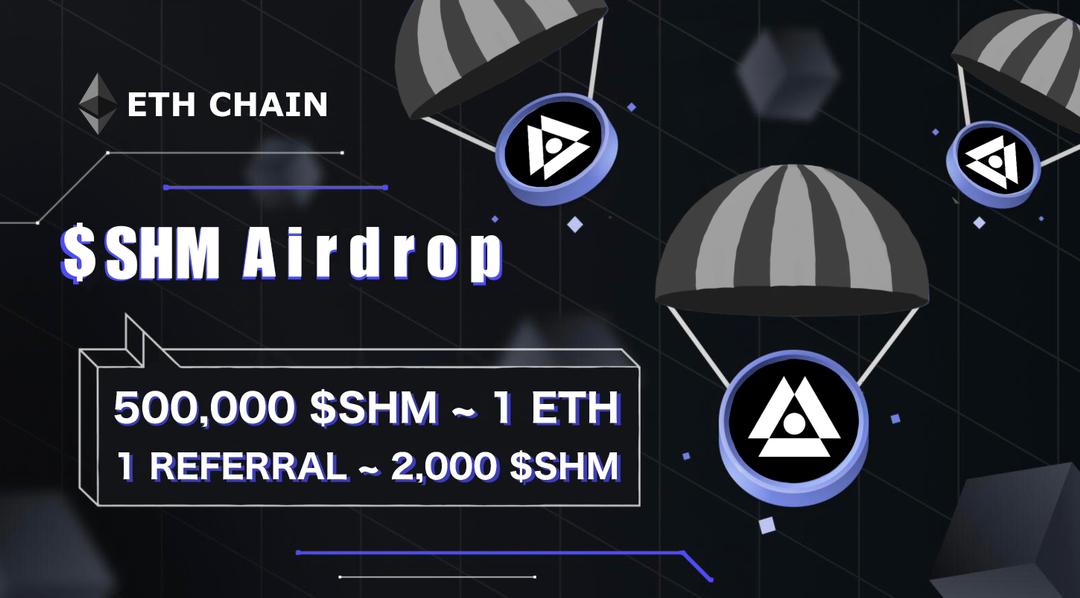 ETH CHAIN
$SHM Airdrop
500,000 $SHM ~ 1 ETH
1 REFERRAL ~ 2,000 $SHM